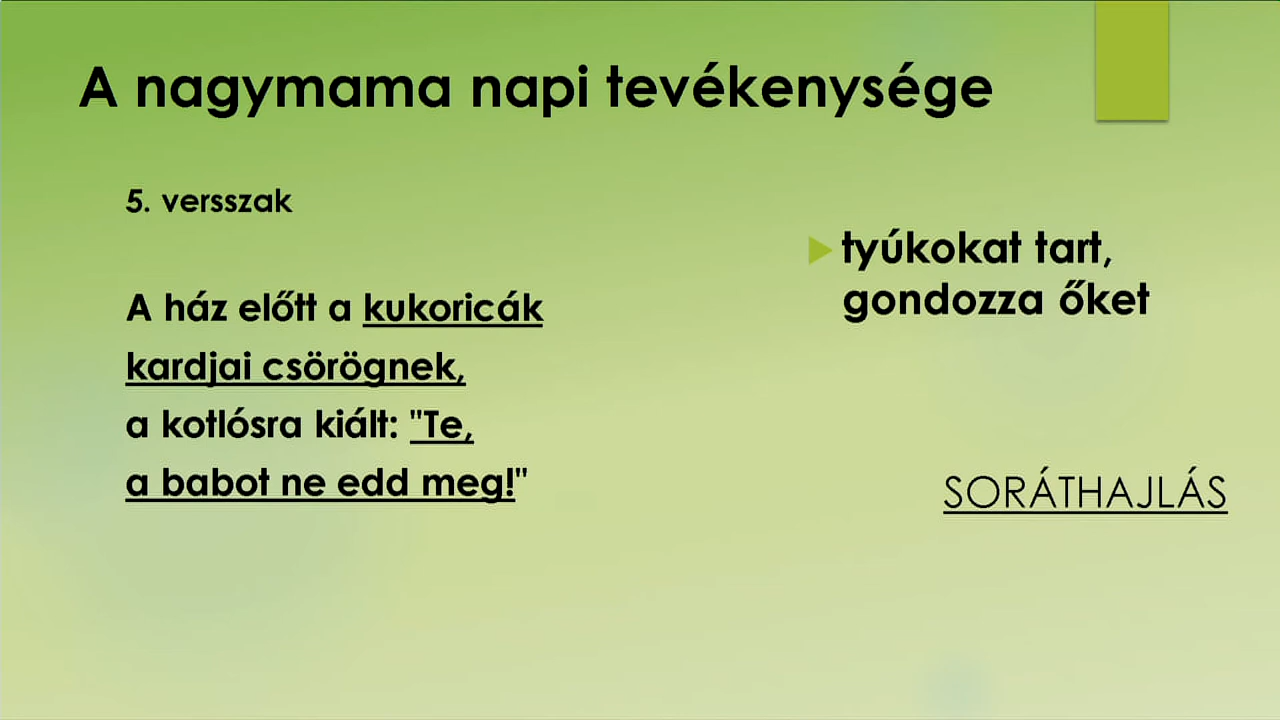 A nagymama napi tevékenysége
5. versszak
A ház előtt a kukoricák
kardjai csörögnek,
a kotlósra kiált: "Te,
a babot ne edd meg!"
tyúkokat tart,
gondozza őket
SORÁTHAJLÁS